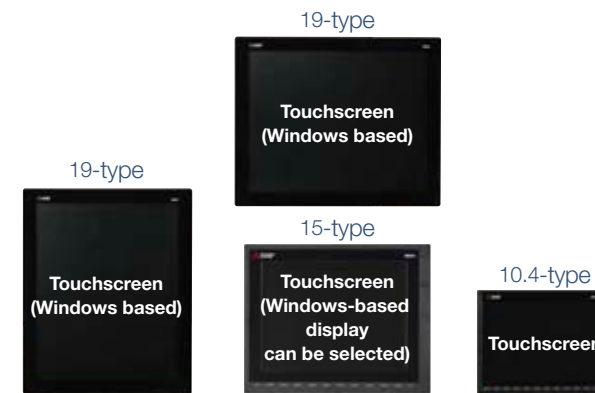 19-type
Touchscreen
(Windows based)
19-type
Touchscreen
(Windows based)
15-type
Touchscreen
(Windows-based
display
can be selected)
10.4-type
Touchscreen